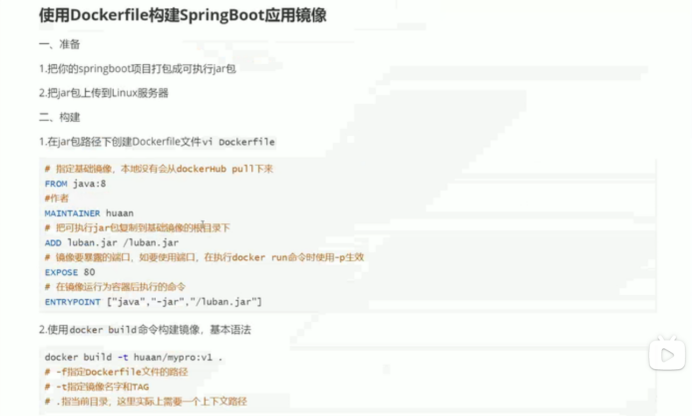 使用Dockerfile构建SpringBoot应用镜像
一、准备
1.把你的springboot项目打包成可执行jar包
2.把jar包上传到Linux服务器
二、构建
1.在jar包路径下创建Dockerfile文件vi Dockerfile
# 指定基础镜像，本地没有会从dockerHub pull下来
FROM java:8
#作者
MAINTAINER huaan
# 把可执行jar包复制到基础镜像的根目录下
ADD luban.jar /luban.jar
# 镜像要暴露的端口，如要使用端口，在执行docker run命令时使用-p生效
EXPOSE 80
# 在镜像运行为容器后执行的命令
ENTRYPOINT ["java","-jar","/luban.jar"]
2.使用docker build命令构建镜像，基本语法
docker build -t huaan/mypro:v1 .
# -f指定Dockerfile文件的路径
# -t指定镜像名字和TAG
# .指当前目录，这里实际上需要一个上下文路径